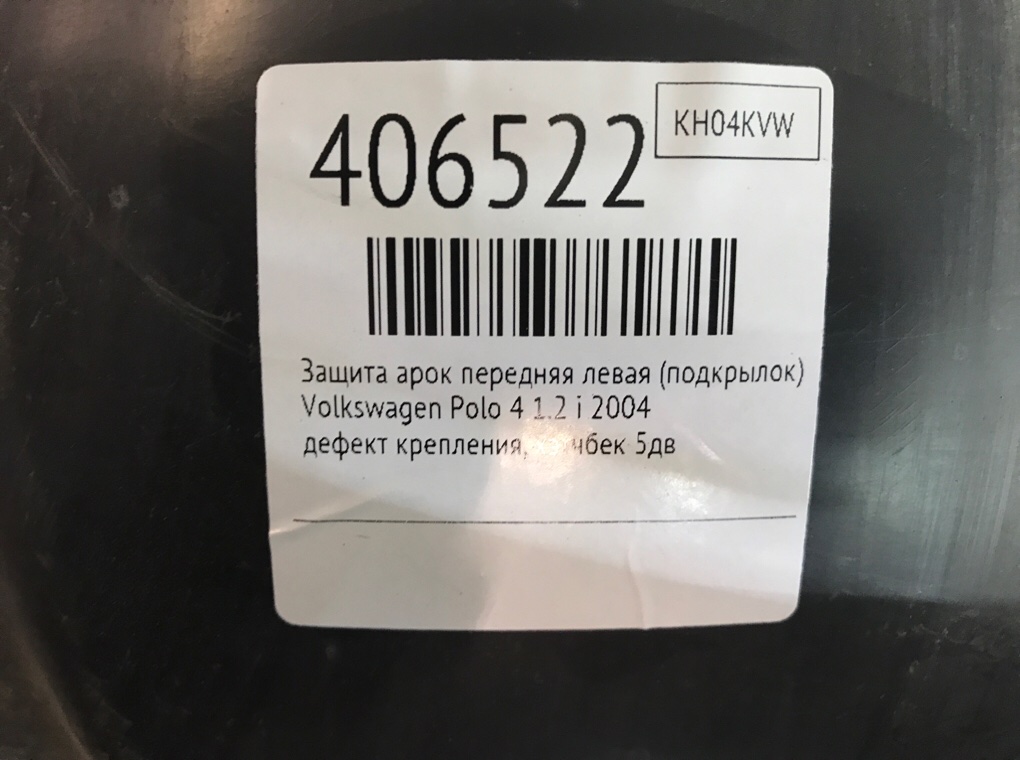 406522
KH04KVW
Защита арок передняя левая (подкрылок)
Volkswagen Polo 4 1.2 i 2004
дефект крепления, 5дв